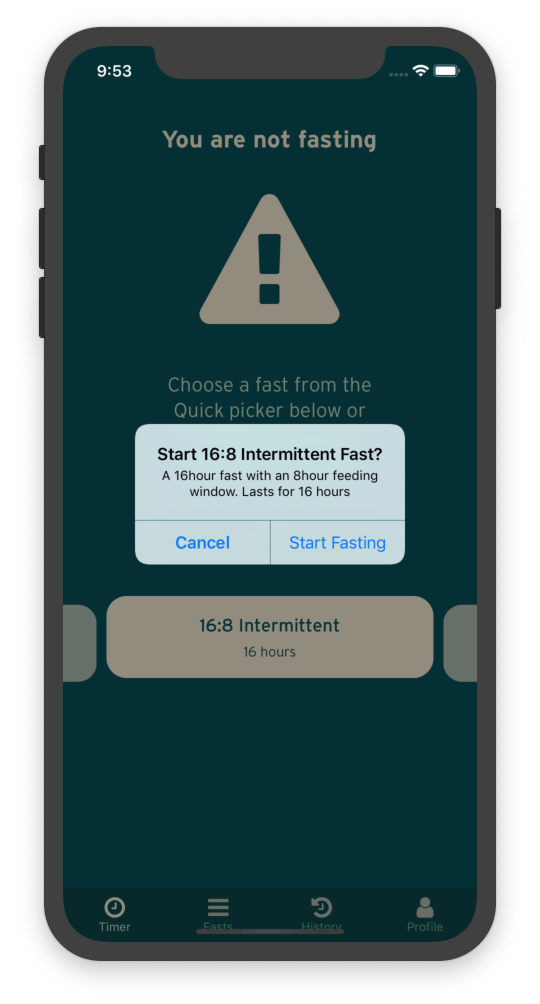 9:53
You are not fasting
Choose a fast from the
Quick picker below or
Start 16:8 Intermittent Fast?
A 16hour fast with an 8hour feeding
window. Lasts for 16 hours
Cancel
Start Fasting
16:8 Intermittent
16 hours
Timer
Fasts
History
Profile